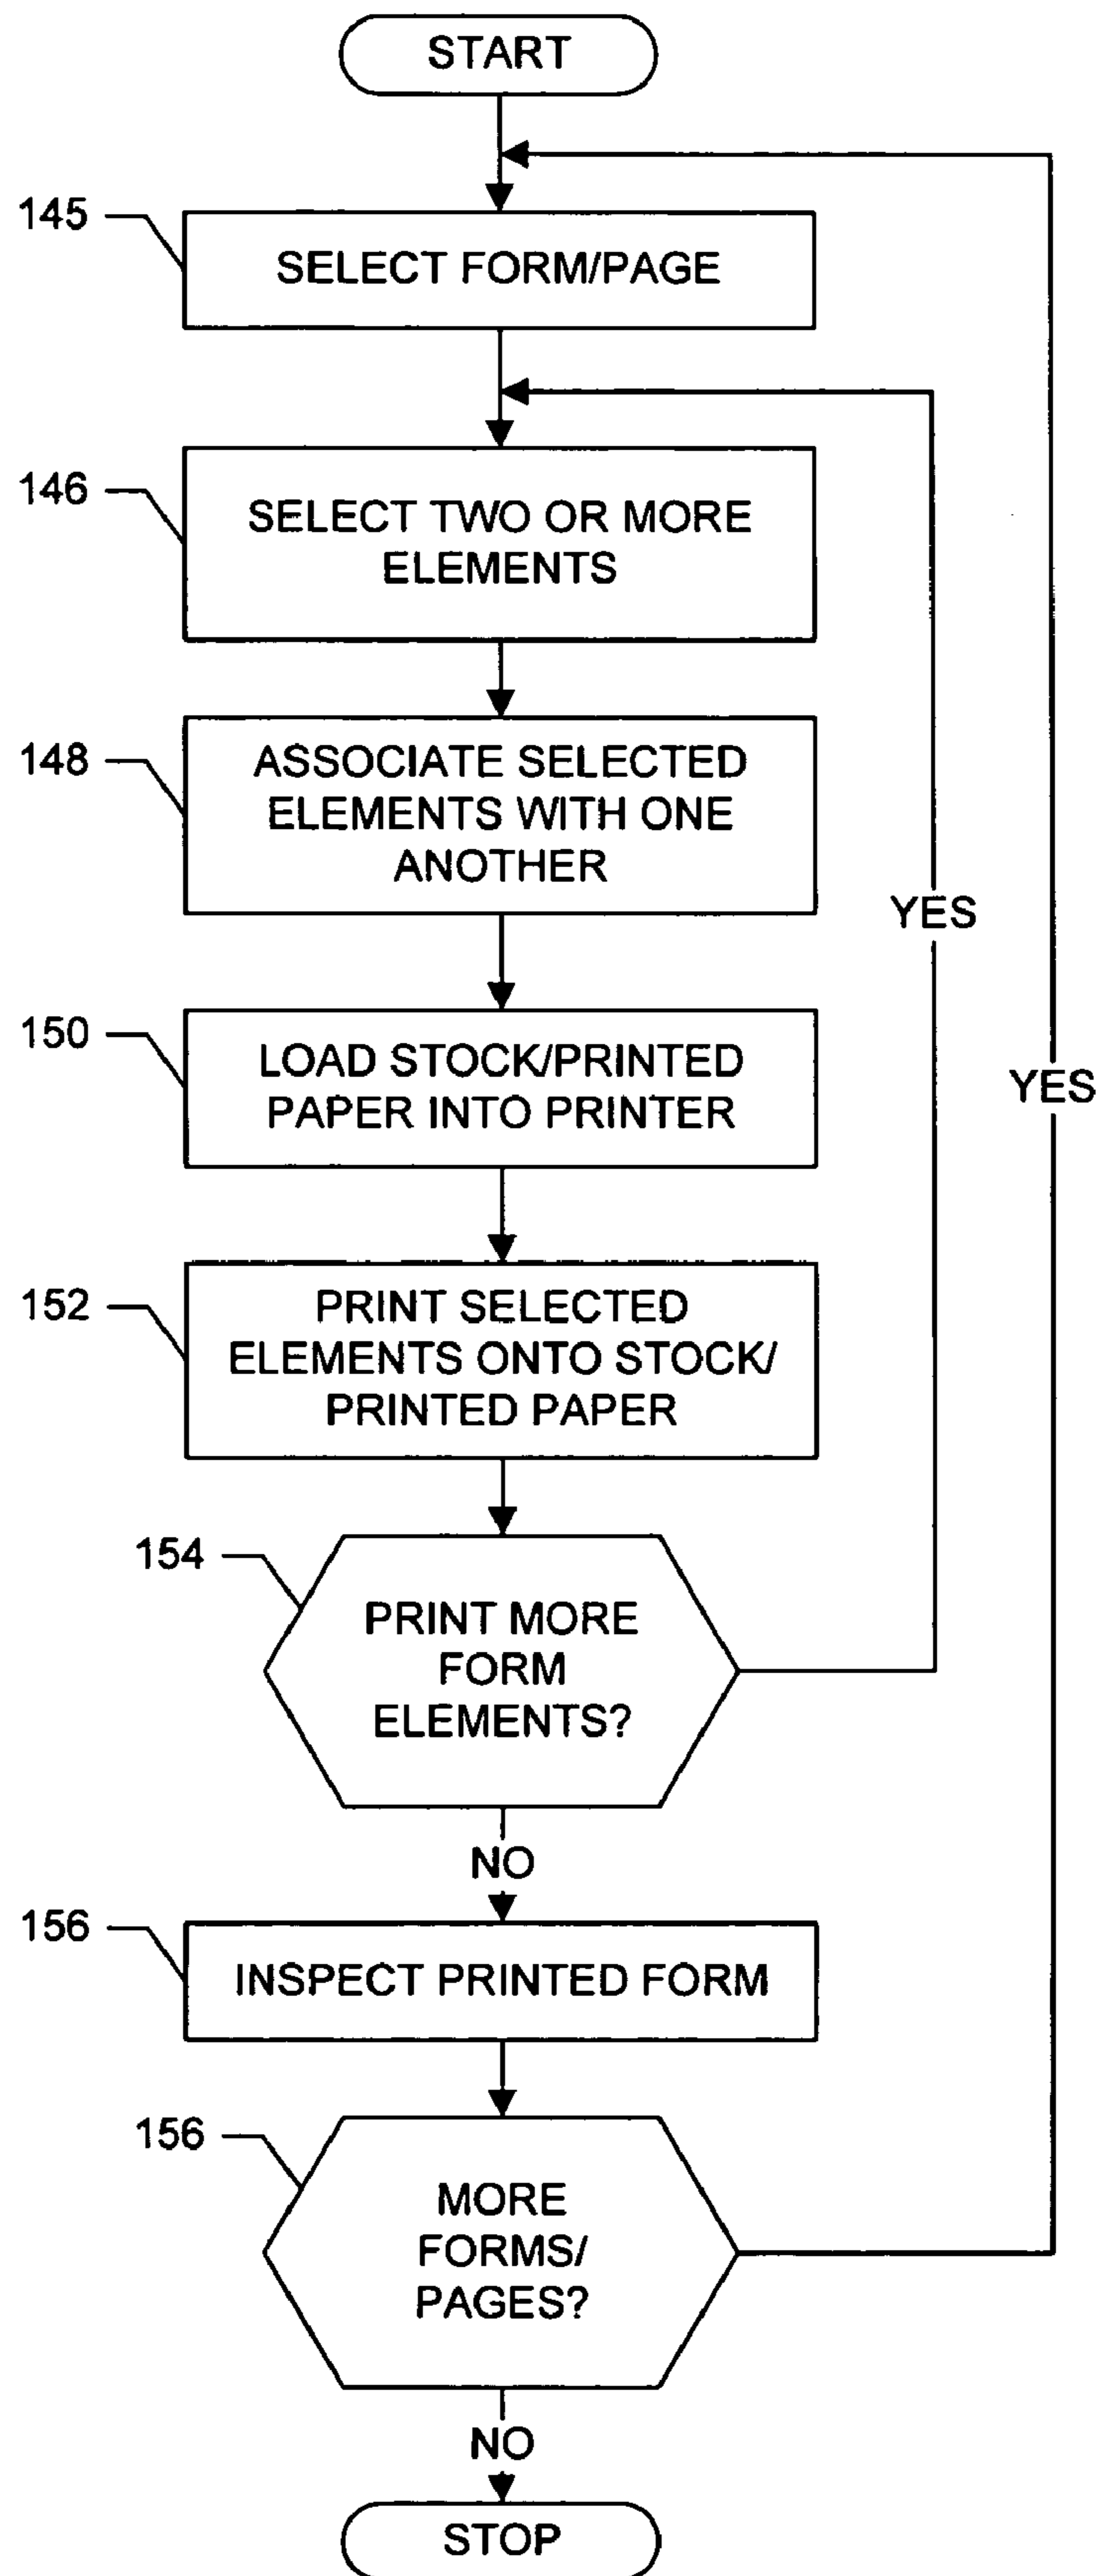 START
145
SELECT FORM/PAGE
146
SELECT TWO OR MORE
ELEMENTS
148
ASSOCIATE SELECTED
ELEMENTS WITH ONE
ANOTHER
YES
150
LOAD STOCK/PRINTED
PAPER INTO PRINTER
YES
152
PRINT SELECTED
ELEMENTS ONTO STOCK/
PRINTED PAPER
154
PRINT MORE
FORM
ELEMENTS?
NO
156
INSPECT PRINTED FORM
156
MORE
FORMS/
PAGES?
NO
STOP